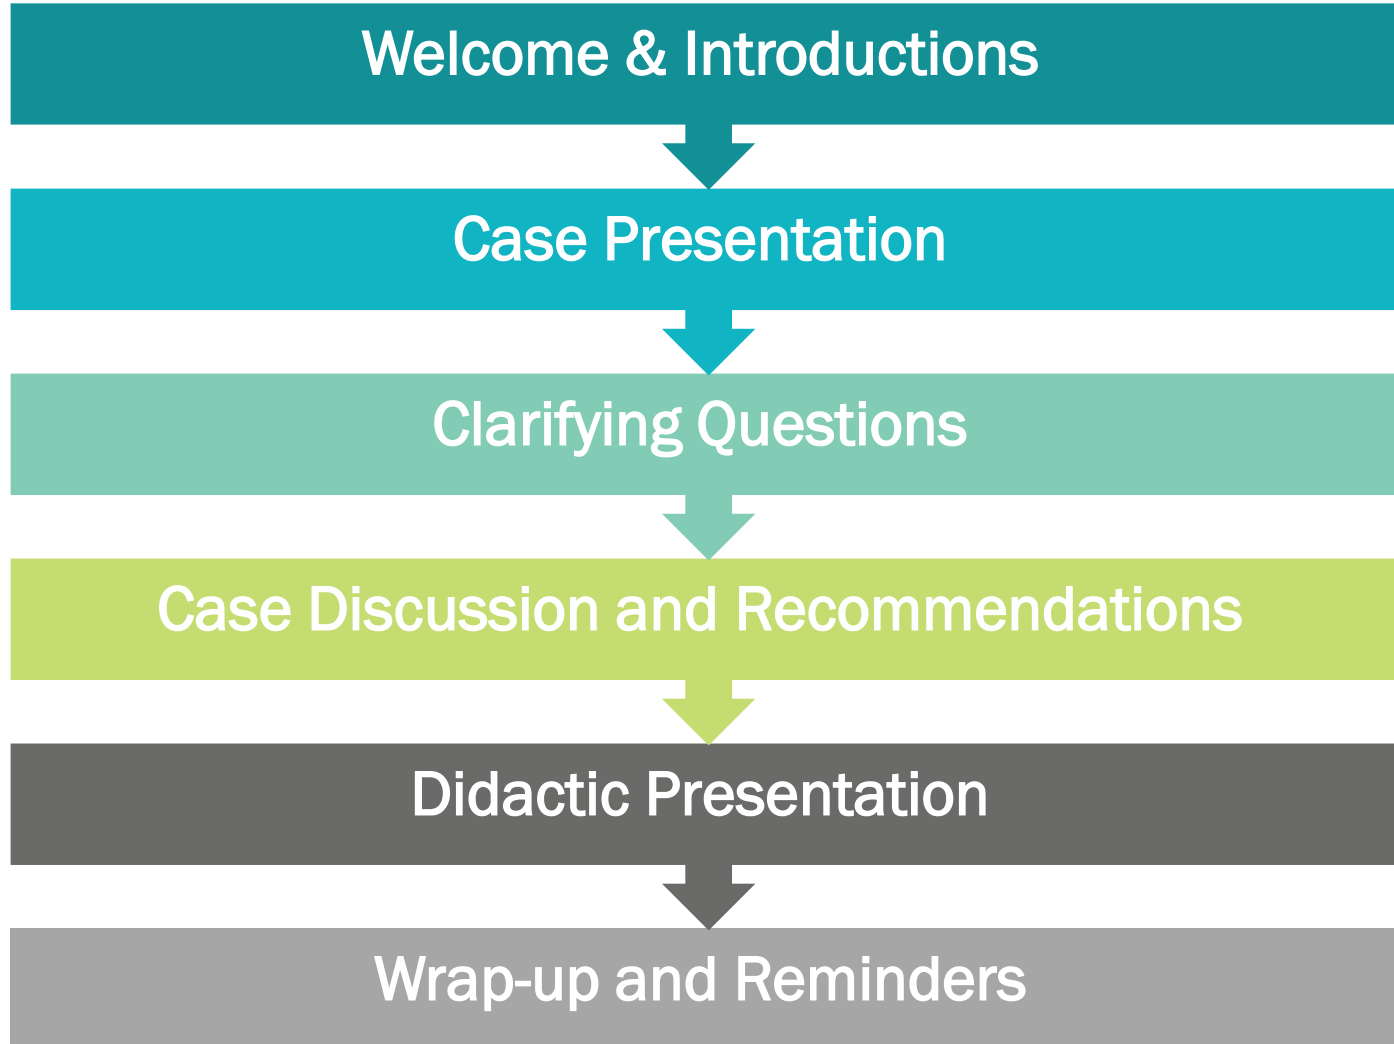 Welcome & Introductions
Case Presentation
Clarifying Questions
Case Discussion and Recommendations
Didactic Presentation
Wrap-up and Reminders